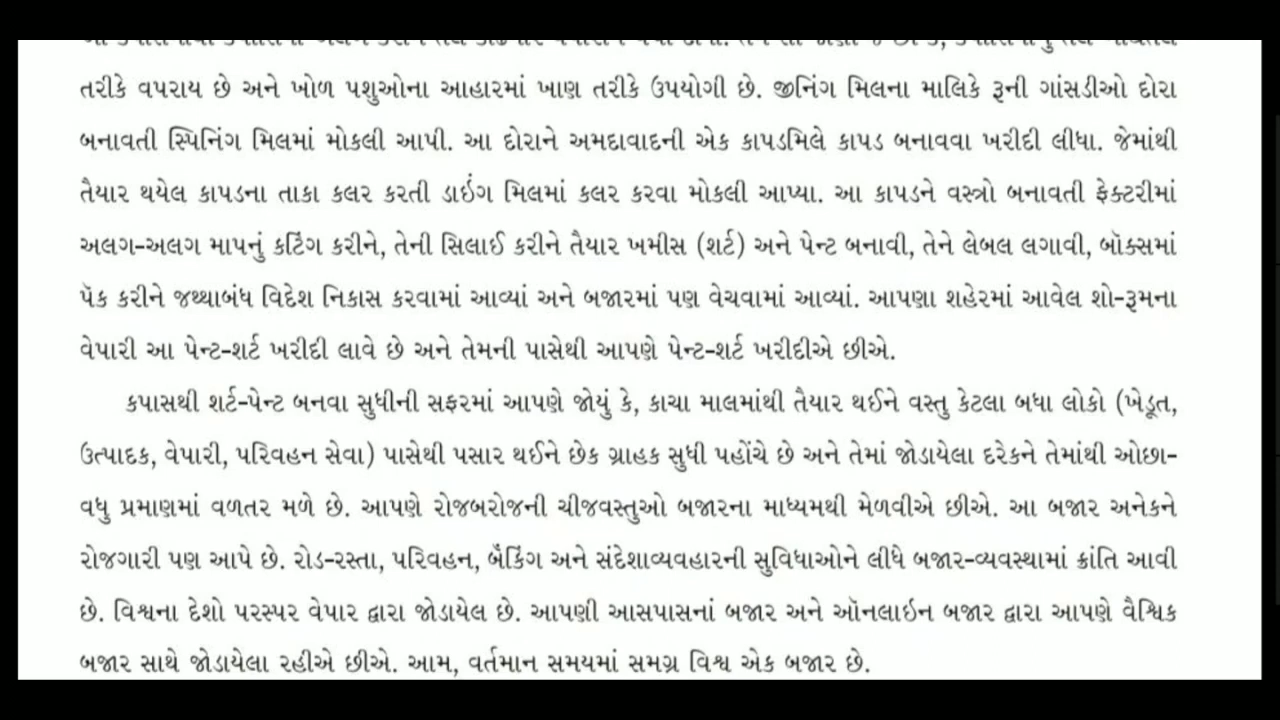 તરીકે વપરાય છે અને ખોળ પશુઓના આહારમાં ખાણ તરીકે ઉપયોગી છે. જીનિંગ મિલના માલિકે રૂની ગાંસડીઓ દોરા
બનાવતી સ્પિનિંગ મિલમાં મોકલી આપી. આ દોરાને અમદાવાદની એક કાપડમિલે કાપડ બનાવવા ખરીદી લીધા. જેમાંથી
તૈયાર થયેલ કાપડના તાકા કલર કરતી ડાઇંગ મિલમાં કલર કરવા મોકલી આપ્યા. આ કાપડને વસ્ત્રો બનાવતી ફેક્ટરીમાં
અલગ-અલગ માપનું કટિંગ કરીને, તેની સિલાઈ કરીને તૈયાર ખમીસ (શર્ટ) અને પેન્ટ બનાવી, તેને લેબલ લગાવી, બૉક્સમાં
પૅક કરીને જથ્થાબંધ વિદેશ નિકાસ કરવામાં આવ્યાં અને બજારમાં પણ વેચવામાં આવ્યાં. આપણા શહેરમાં આવેલ શો-રૂમના
વેપારી આ પેન્ટ-શર્ટ ખરીદી લાવે છે અને તેમની પાસેથી આપણે પેન્ટ-શર્ટ ખરીદીએ છીએ.
કપાસથી શર્ટ-પેન્ટ બનવા સુધીની સફરમાં આપણે જોયું કે, કાચા માલમાંથી તૈયાર થઈને વસ્તુ કેટલા બધા લોકો (ખેડૂત,
ઉત્પાદક, વેપારી, પરિવહન સેવા) પાસેથી પસાર થઈને છેક ગ્રાહક સુધી પહોંચે છે અને તેમાં જોડાયેલા દરેકને તેમાંથી ઓછા-
વધુ પ્રમાણમાં વળતર મળે છે. આપણે રોજબરોજની ચીજવસ્તુઓ બજારના માધ્યમથી મેળવીએ છીએ. આ બજાર અનેકને
રોજગારી પણ આપે છે. રોડ-રસ્તા, પરિવહન, બૅંકિંગ અને સંદેશાવ્યવહારની સુવિધાઓને લીધે બજાર-વ્યવસ્થામાં ક્રાંતિ આવી
છે. વિશ્વના દેશો પરસ્પર વેપાર દ્વારા જોડાયેલ છે. આપણી આસપાસનાં બજાર અને ઑનલાઇન બજાર દ્વારા આપણે વૈશ્વિક
બજાર સાથે જોડાયેલા રહીએ છીએ. આમ, વર્તમાન સમયમાં સમગ્ર વિશ્વ એક બજાર છે.